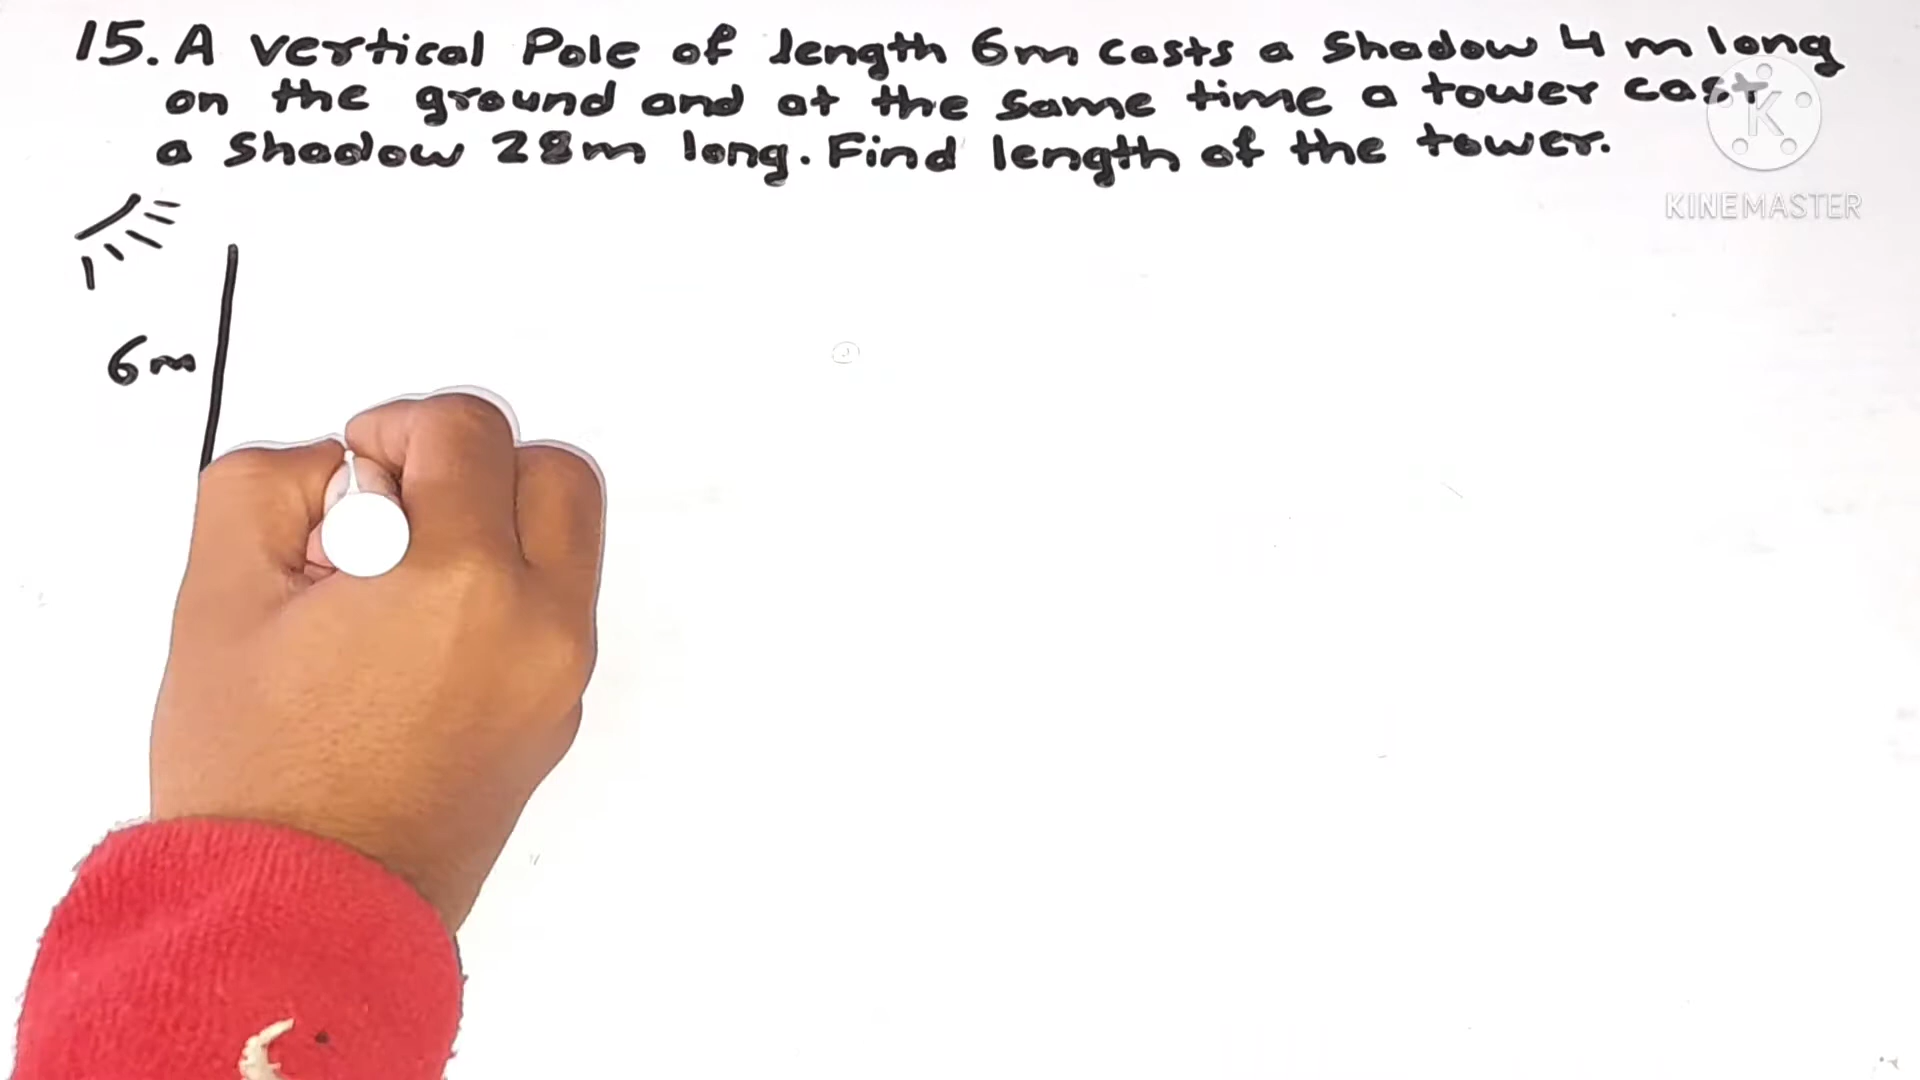 15. A vertical Pole of length 6m casts a Shadow 4 m long
on the ground and at the same time a tower cast
a Shadow 28m long. Find length of the tower.
K
KINEMASTER
6m